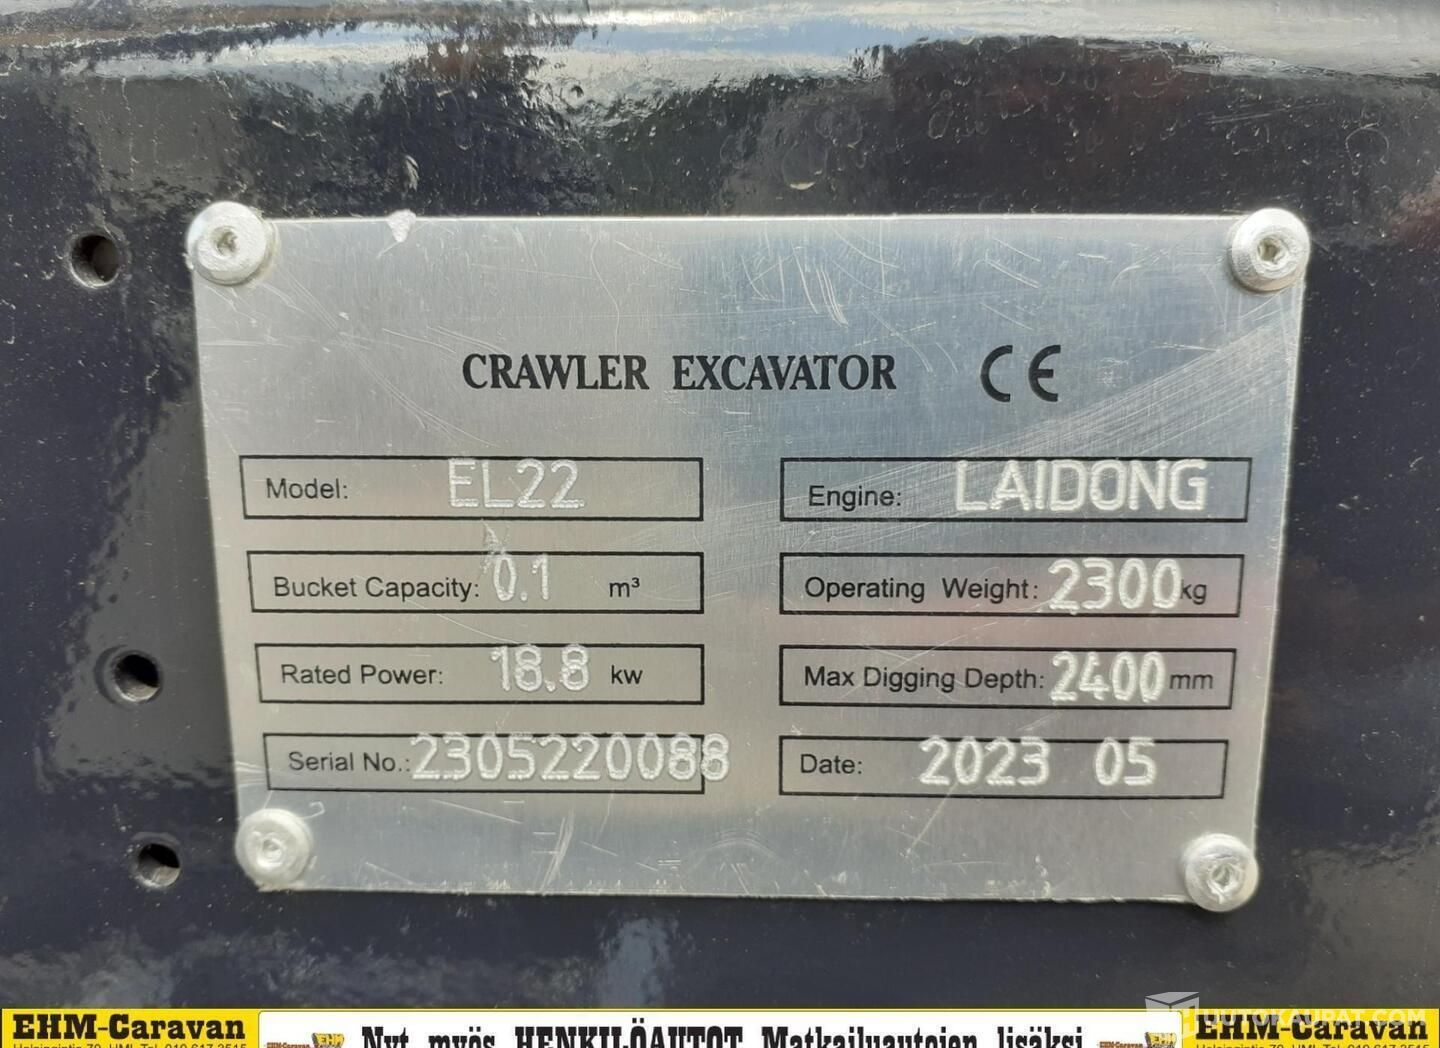 CRAWLER EXCAVATOR CE
Model: EL22
Engine: LAIDONG
Bucket Capacity: 0.1 m³
Operating Weight: 2300 kg
Rated Power: 18.8 kw
Max Digging Depth: 2400 mm
Serial No.: 2305220088
Date: 2023 05
NETTIAUTOKAUPAT.COM
EHM-Caravan
Nyt myös HENKILÖAUTOT Matkailuautojen lisäksi
EHM-Caravan